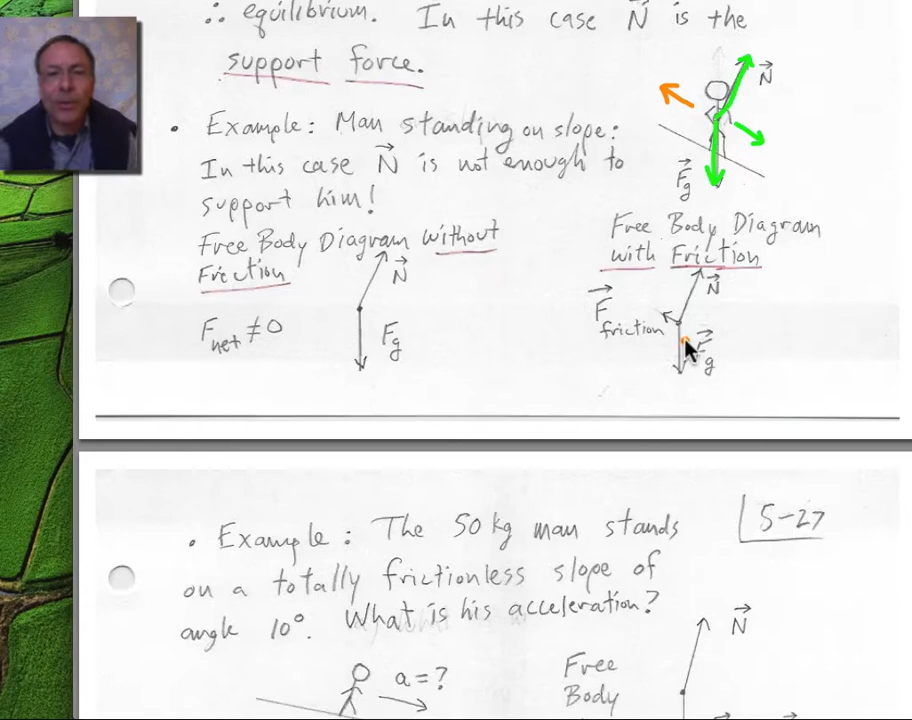 ∴ equilibrium. In this case N⃗ is the
support force.
N⃗
• Example: Man standing on slope:
In this case N⃗ is not enough to
support him!
F⃗g
Free Body Diagram without
Friction
N⃗
Fnet ≠ 0
Fg
Free Body Diagram
with Friction
N⃗
F⃗friction
F⃗g
5-27
• Example: The 50 kg man stands
on a totally frictionless slope of
angle 10°. What is his acceleration?
a = ?
Free
Body
N⃗